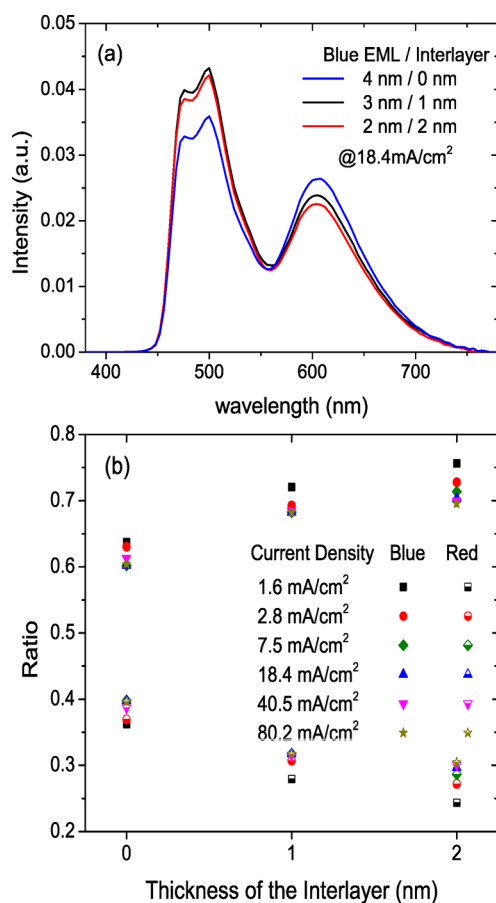 (a)
Blue EML / Interlayer
4 nm / 0 nm
3 nm / 1 nm
2 nm / 2 nm
@18.4mA/cm²
Intensity (a.u.)
0.05
0.04
0.03
0.02
0.01
0.00
400 500 600 700
wavelength (nm)
(b)
Current Density Blue Red
1.6 mA/cm²
2.8 mA/cm²
7.5 mA/cm²
18.4 mA/cm²
40.5 mA/cm²
80.2 mA/cm²
Ratio
0.8
0.7
0.6
0.5
0.4
0.3
0.2
0 1 2
Thickness of the Interlayer (nm)